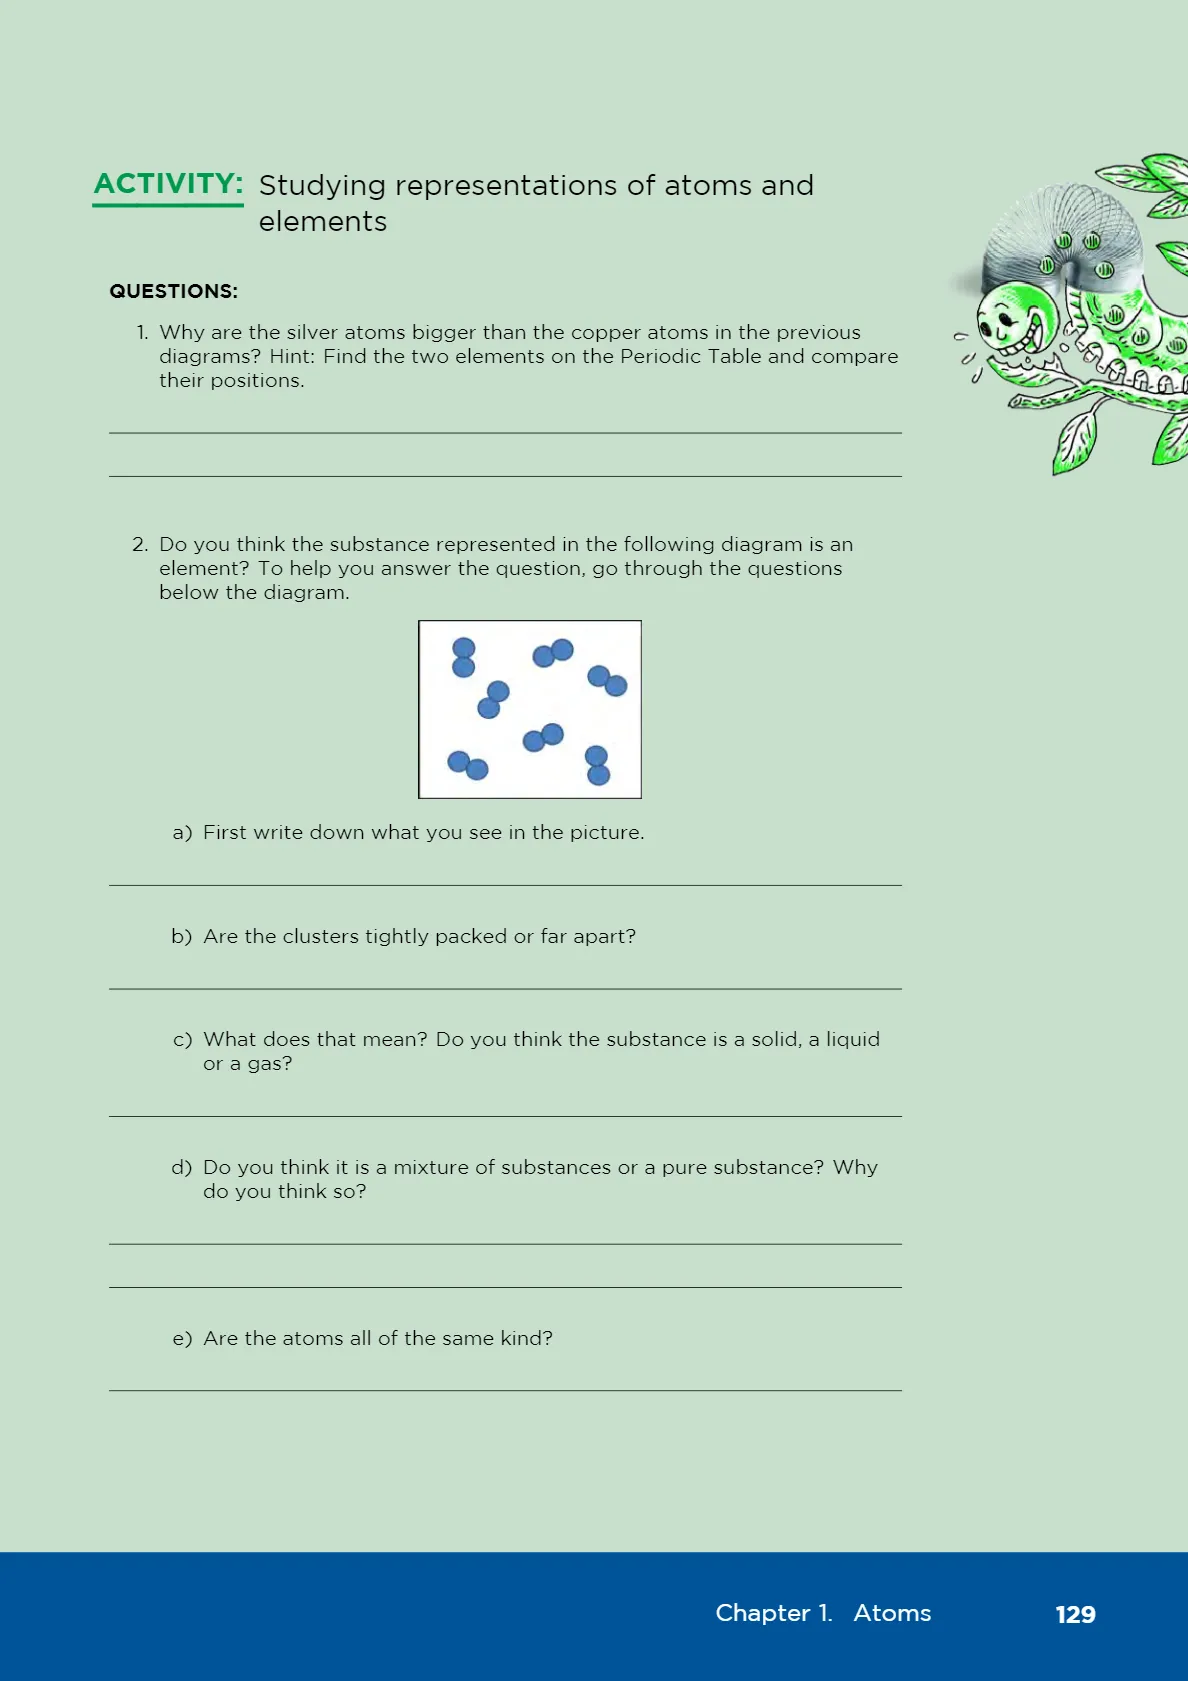 ACTIVITY: Studying representations of atoms and
elements
QUESTIONS:
1. Why are the silver atoms bigger than the copper atoms in the previous
diagrams? Hint: Find the two elements on the Periodic Table and compare
their positions.
2. Do you think the substance represented in the following diagram is an
element? To help you answer the question, go through the questions
below the diagram.
a) First write down what you see in the picture.
b) Are the clusters tightly packed or far apart?
c) What does that mean? Do you think the substance is a solid, a liquid
or a gas?
d) Do you think it is a mixture of substances or a pure substance? Why
do you think so?
e) Are the atoms all of the same kind?
Chapter 1. Atoms 129